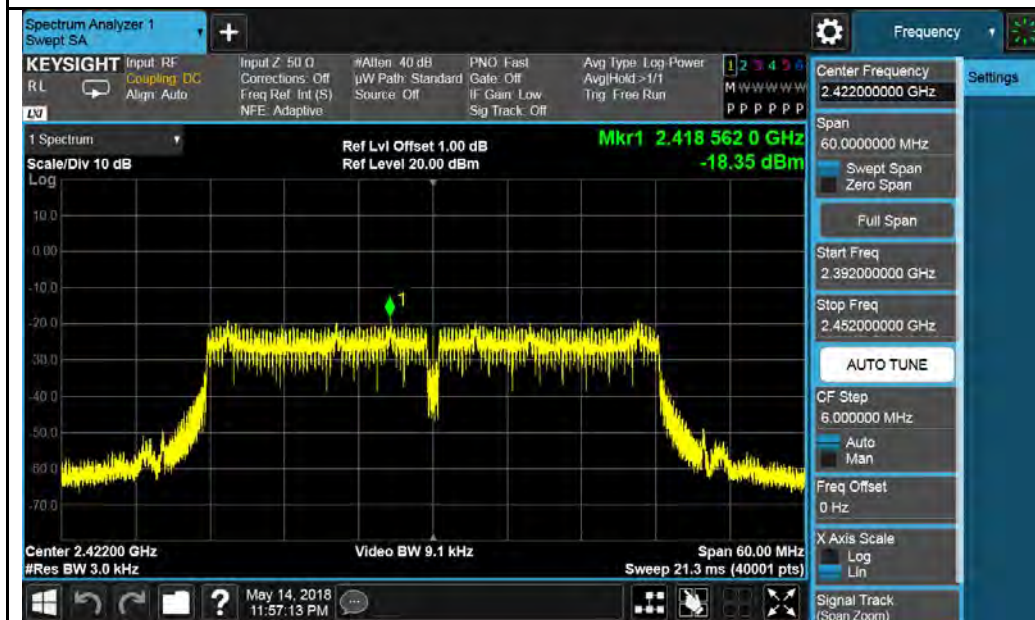 Spectrum Analyzer 1
Swept SA
+
Frequency
KEYSIGHT
RL
LXI
Input: RF
Coupling: DC
Align: Auto
Input Z: 50 Ω
Corrections: Off
Freq Ref: Int (S)
NFE: Adaptive
#Atten: 40 dB
µW Path: Standard
Source: Off
PNO: Fast
Gate: Off
IF Gain: Low
Sig Track: Off
Avg Type: Log-Power
Avg|Hold:>1/1
Trig: Free Run
1 2 3 4 5 6
M W W W W W
P P P P P P
1 Spectrum
Scale/Div 10 dB
Log
Ref Lvl Offset 1.00 dB
Ref Level 20.00 dBm
Mkr1 2.418 562 0 GHz
-18.35 dBm
10.0
0.00
-10.0
-20.0
-30.0
-40.0
-50.0
-60.0
-70.0
1
Center 2.42200 GHz
#Res BW 3.0 kHz
Video BW 9.1 kHz
Span 60.00 MHz
Sweep 21.3 ms (40001 pts)
Center Frequency
2.422000000 GHz
Span
60.0000000 MHz
Swept Span
Zero Span
Full Span
Start Freq
2.392000000 GHz
Stop Freq
2.452000000 GHz
AUTO TUNE
CF Step
6.000000 MHz
Auto
Man
Freq Offset
0 Hz
X Axis Scale
Log
Lin
Signal Track
(Span Zoom)
Settings
?
May 14, 2018
11:57:13 PM